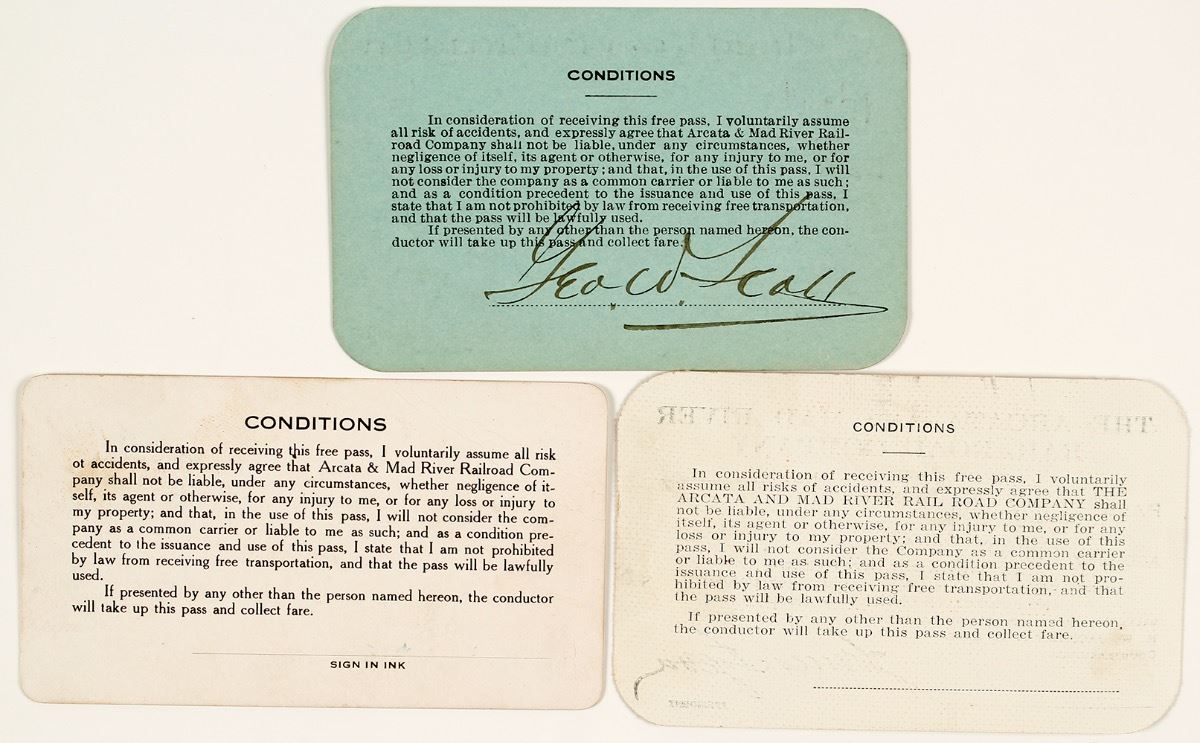 CONDITIONS
In consideration of receiving this free pass, I voluntarily assume
all risk of accidents, and expressly agree that Arcata & Mad River Rail-
road Company shall not be liable, under any circumstances, whether
negligence of itself, its agent or otherwise, for any injury to me, or for
any loss or injury to my property; and that, in the use of this pass, I will
not consider the company as a common carrier or liable to me as such;
and as a condition precedent to the issuance and use of this pass, I
state that I am not prohibited by law from receiving free transportation,
and that the pass will be lawfully used.
If presented by any other than the person named hereon, the con-
ductor will take up this pass and collect fare.
Geo. W. Scott
CONDITIONS
In consideration of receiving this free pass, I voluntarily assume all risk
ot accidents, and expressly agree that Arcata & Mad River Railroad Com-
pany shall not be liable, under any circumstances, whether negligence of it-
self, its agent or otherwise, for any injury to me, or for any loss or injury to
my property; and that, in the use of this pass, I will not consider the com-
pany as a common carrier or liable to me as such; and as a condition pre-
cedent to the issuance and use of this pass, I state that I am not prohibited
by law from receiving free transportation, and that the pass will be lawfully
used.
If presented by any other than the person named hereon, the conductor
will take up this pass and collect fare.
SIGN IN INK
CONDITIONS
In consideration of receiving this free pass, I voluntarily
assume all risks of accidents, and expressly agree that THE
ARCATA AND MAD RIVER RAIL ROAD COMPANY shall
not be liable, under any circumstances, whether negligence of
itself, its agent or otherwise, for any injury to me, or for any
loss or injury to my property; and that, in the use of this
pass, I will not consider the Company as a common carrier
or liable to me as such; and as a condition precedent to the
issuance and use of this pass, I state that I am not pro-
hibited by law from receiving free transportation, and that
the pass will be lawfully used.
If presented by any other than the person named hereon,
the conductor will take up this pass and collect fare.